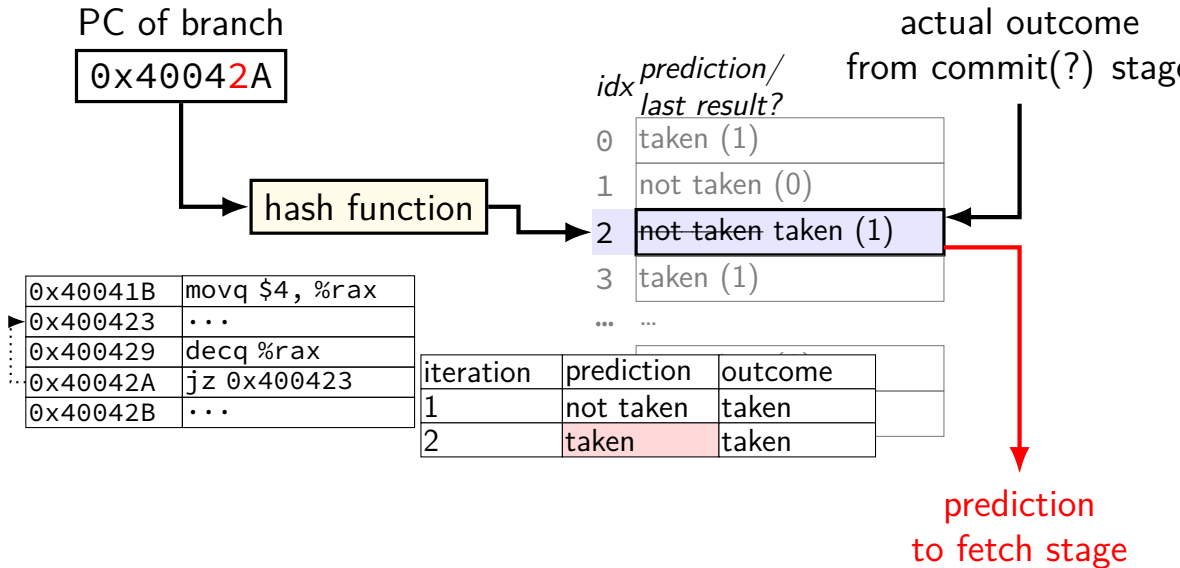 PC of branch
0x40042A
actual outcome
from commit(?) stage
idx prediction/
last result?
0 taken (1)
1 not taken (0)
hash function
2 not taken taken (1)
3 taken (1)
… …
0x40041B movq $4, %rax
0x400423 ...
0x400429 decq %rax
0x40042A jz 0x400423
0x40042B ...
iteration prediction outcome
1 not taken taken
2 taken taken
prediction
to fetch stage